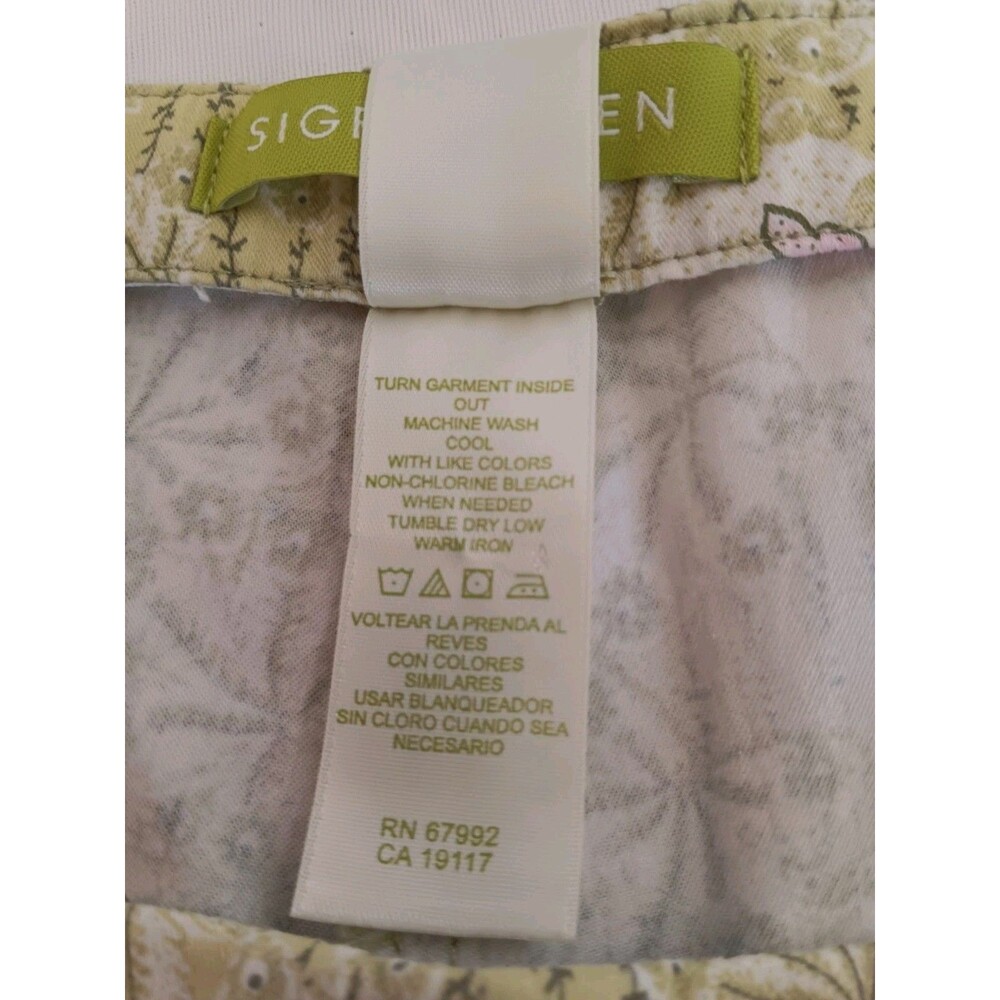 SIG EN
TURN GARMENT INSIDE
OUT
MACHINE WASH
COOL
WITH LIKE COLORS
NON-CHLORINE BLEACH
WHEN NEEDED
TUMBLE DRY LOW
WARM IRON
VOLTEAR LA PRENDA AL
REVES
CON COLORES
SIMILARES
USAR BLANQUEADOR
SIN CLORO CUANDO SEA
NECESARIO
RN 67992
CA 19117